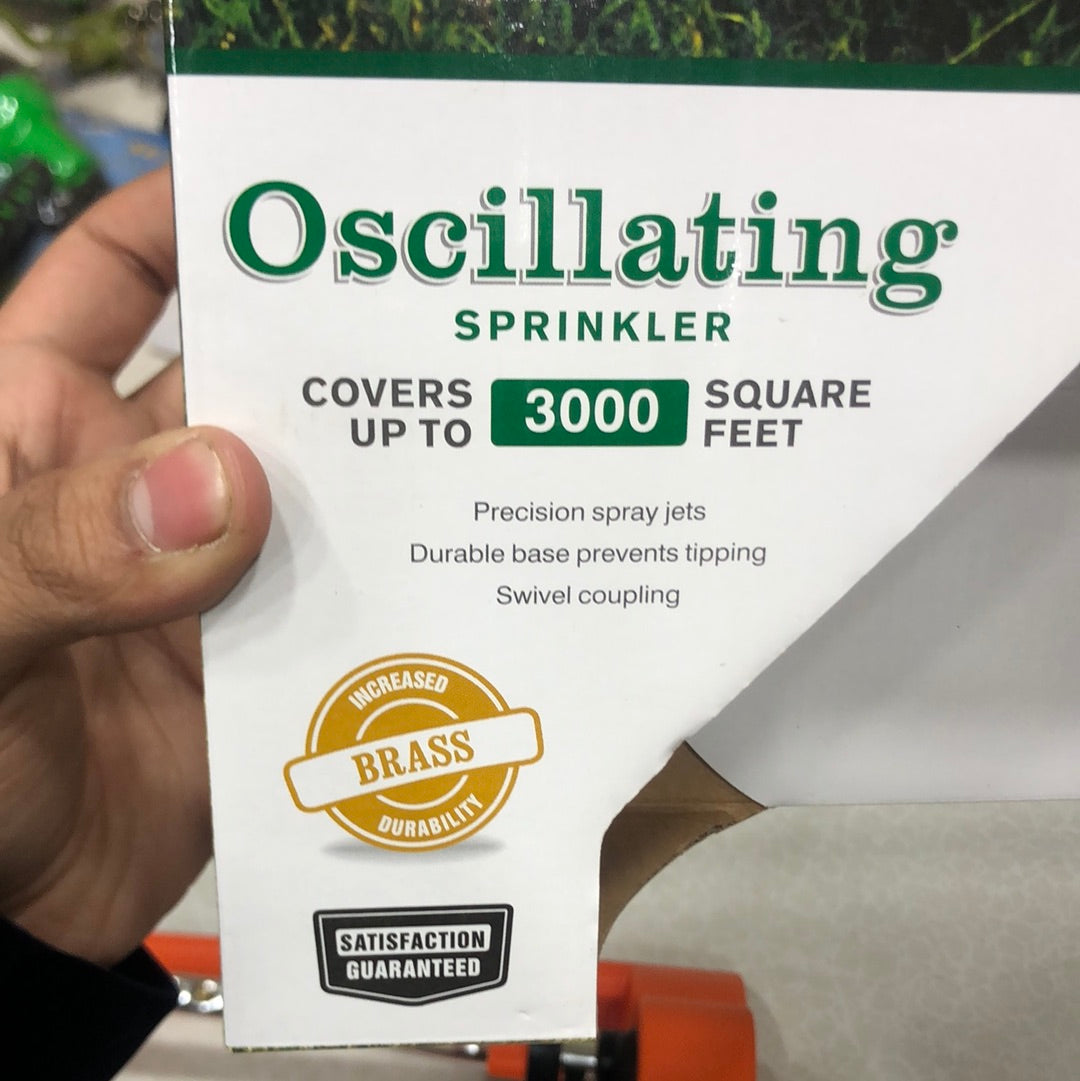 Oscillating
SPRINKLER
COVERS UP TO 3000 SQUARE FEET
Precision spray jets
Durable base prevents tipping
Swivel coupling
INCREASED
BRASS
DURABILITY
SATISFACTION
GUARANTEED